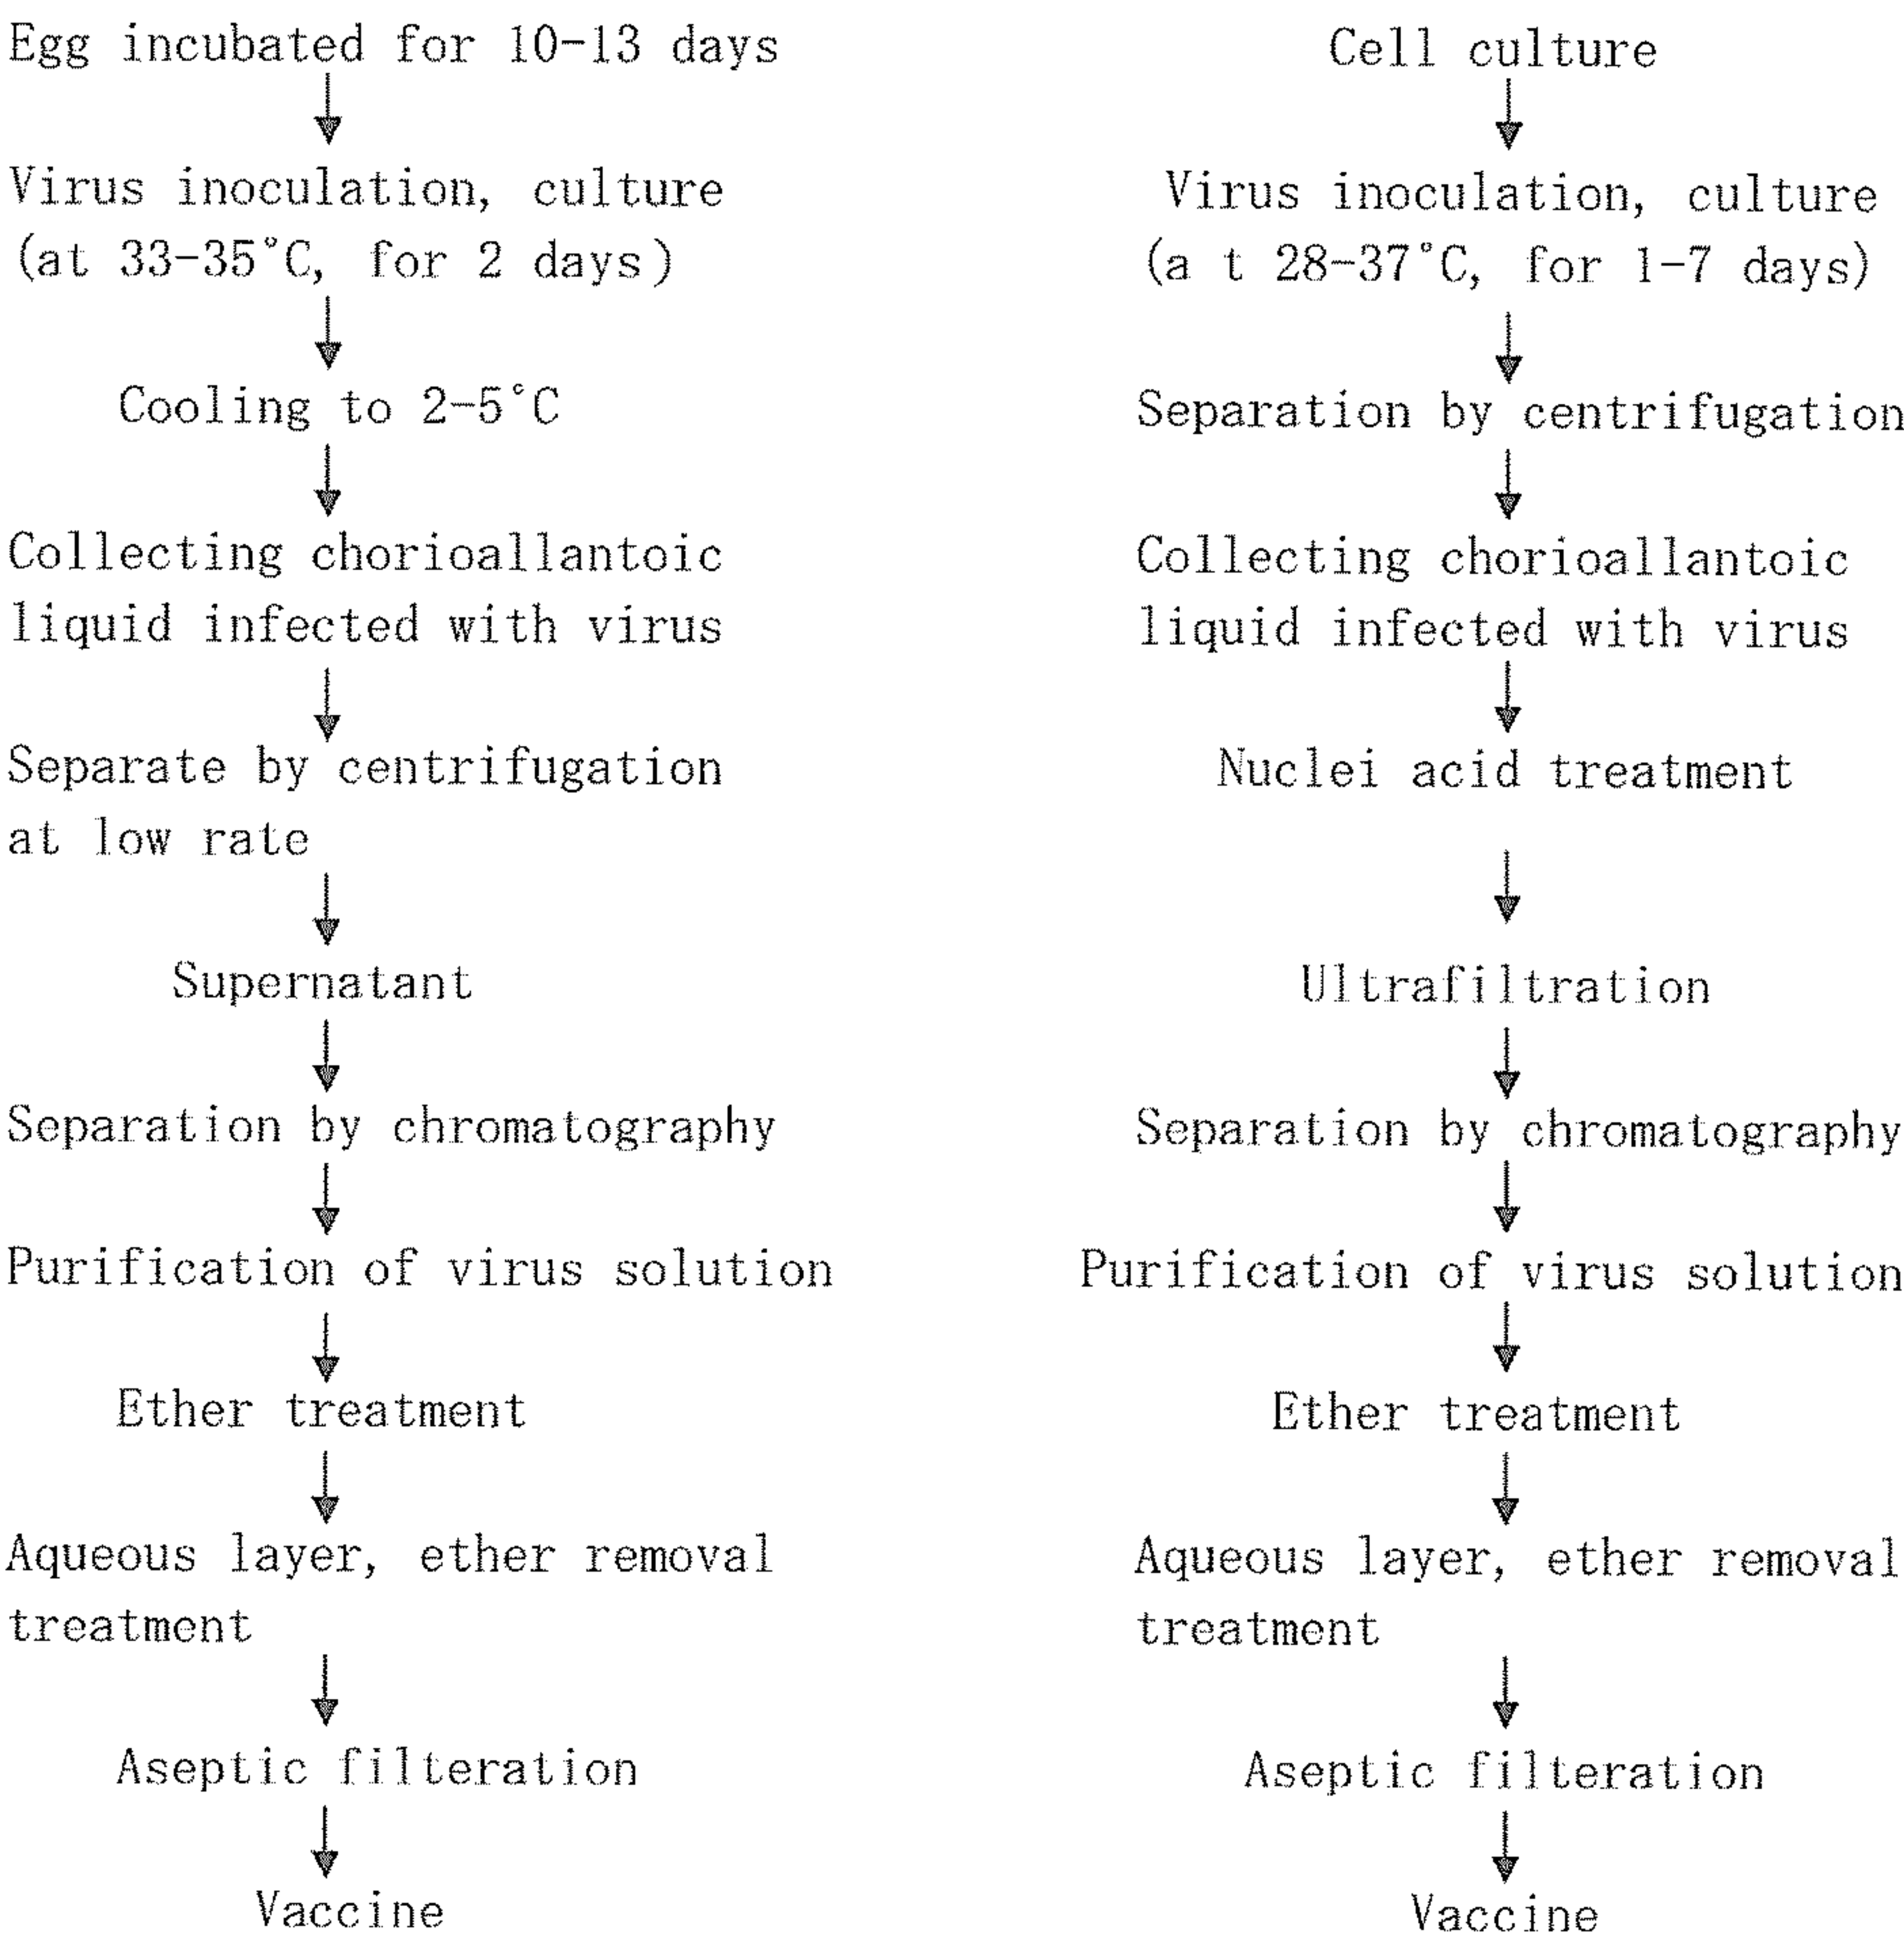 Egg incubated for 10-13 days
Virus inoculation, culture
(at 33-35°C, for 2 days)
Cooling to 2-5°C
Collecting chorioallantoic
liquid infected with virus
Separate by centrifugation
at low rate
Supernatant
Separation by chromatography
Purification of virus solution
Ether treatment
Aqueous layer, ether removal
treatment
Aseptic filteration
Vaccine
Cell culture
Virus inoculation, culture
(a t 28-37°C, for 1-7 days)
Separation by centrifugation
Collecting chorioallantoic
liquid infected with virus
Nuclei acid treatment
Ultrafiltration
Separation by chromatography
Purification of virus solution
Ether treatment
Aqueous layer, ether removal
treatment
Aseptic filteration
Vaccine